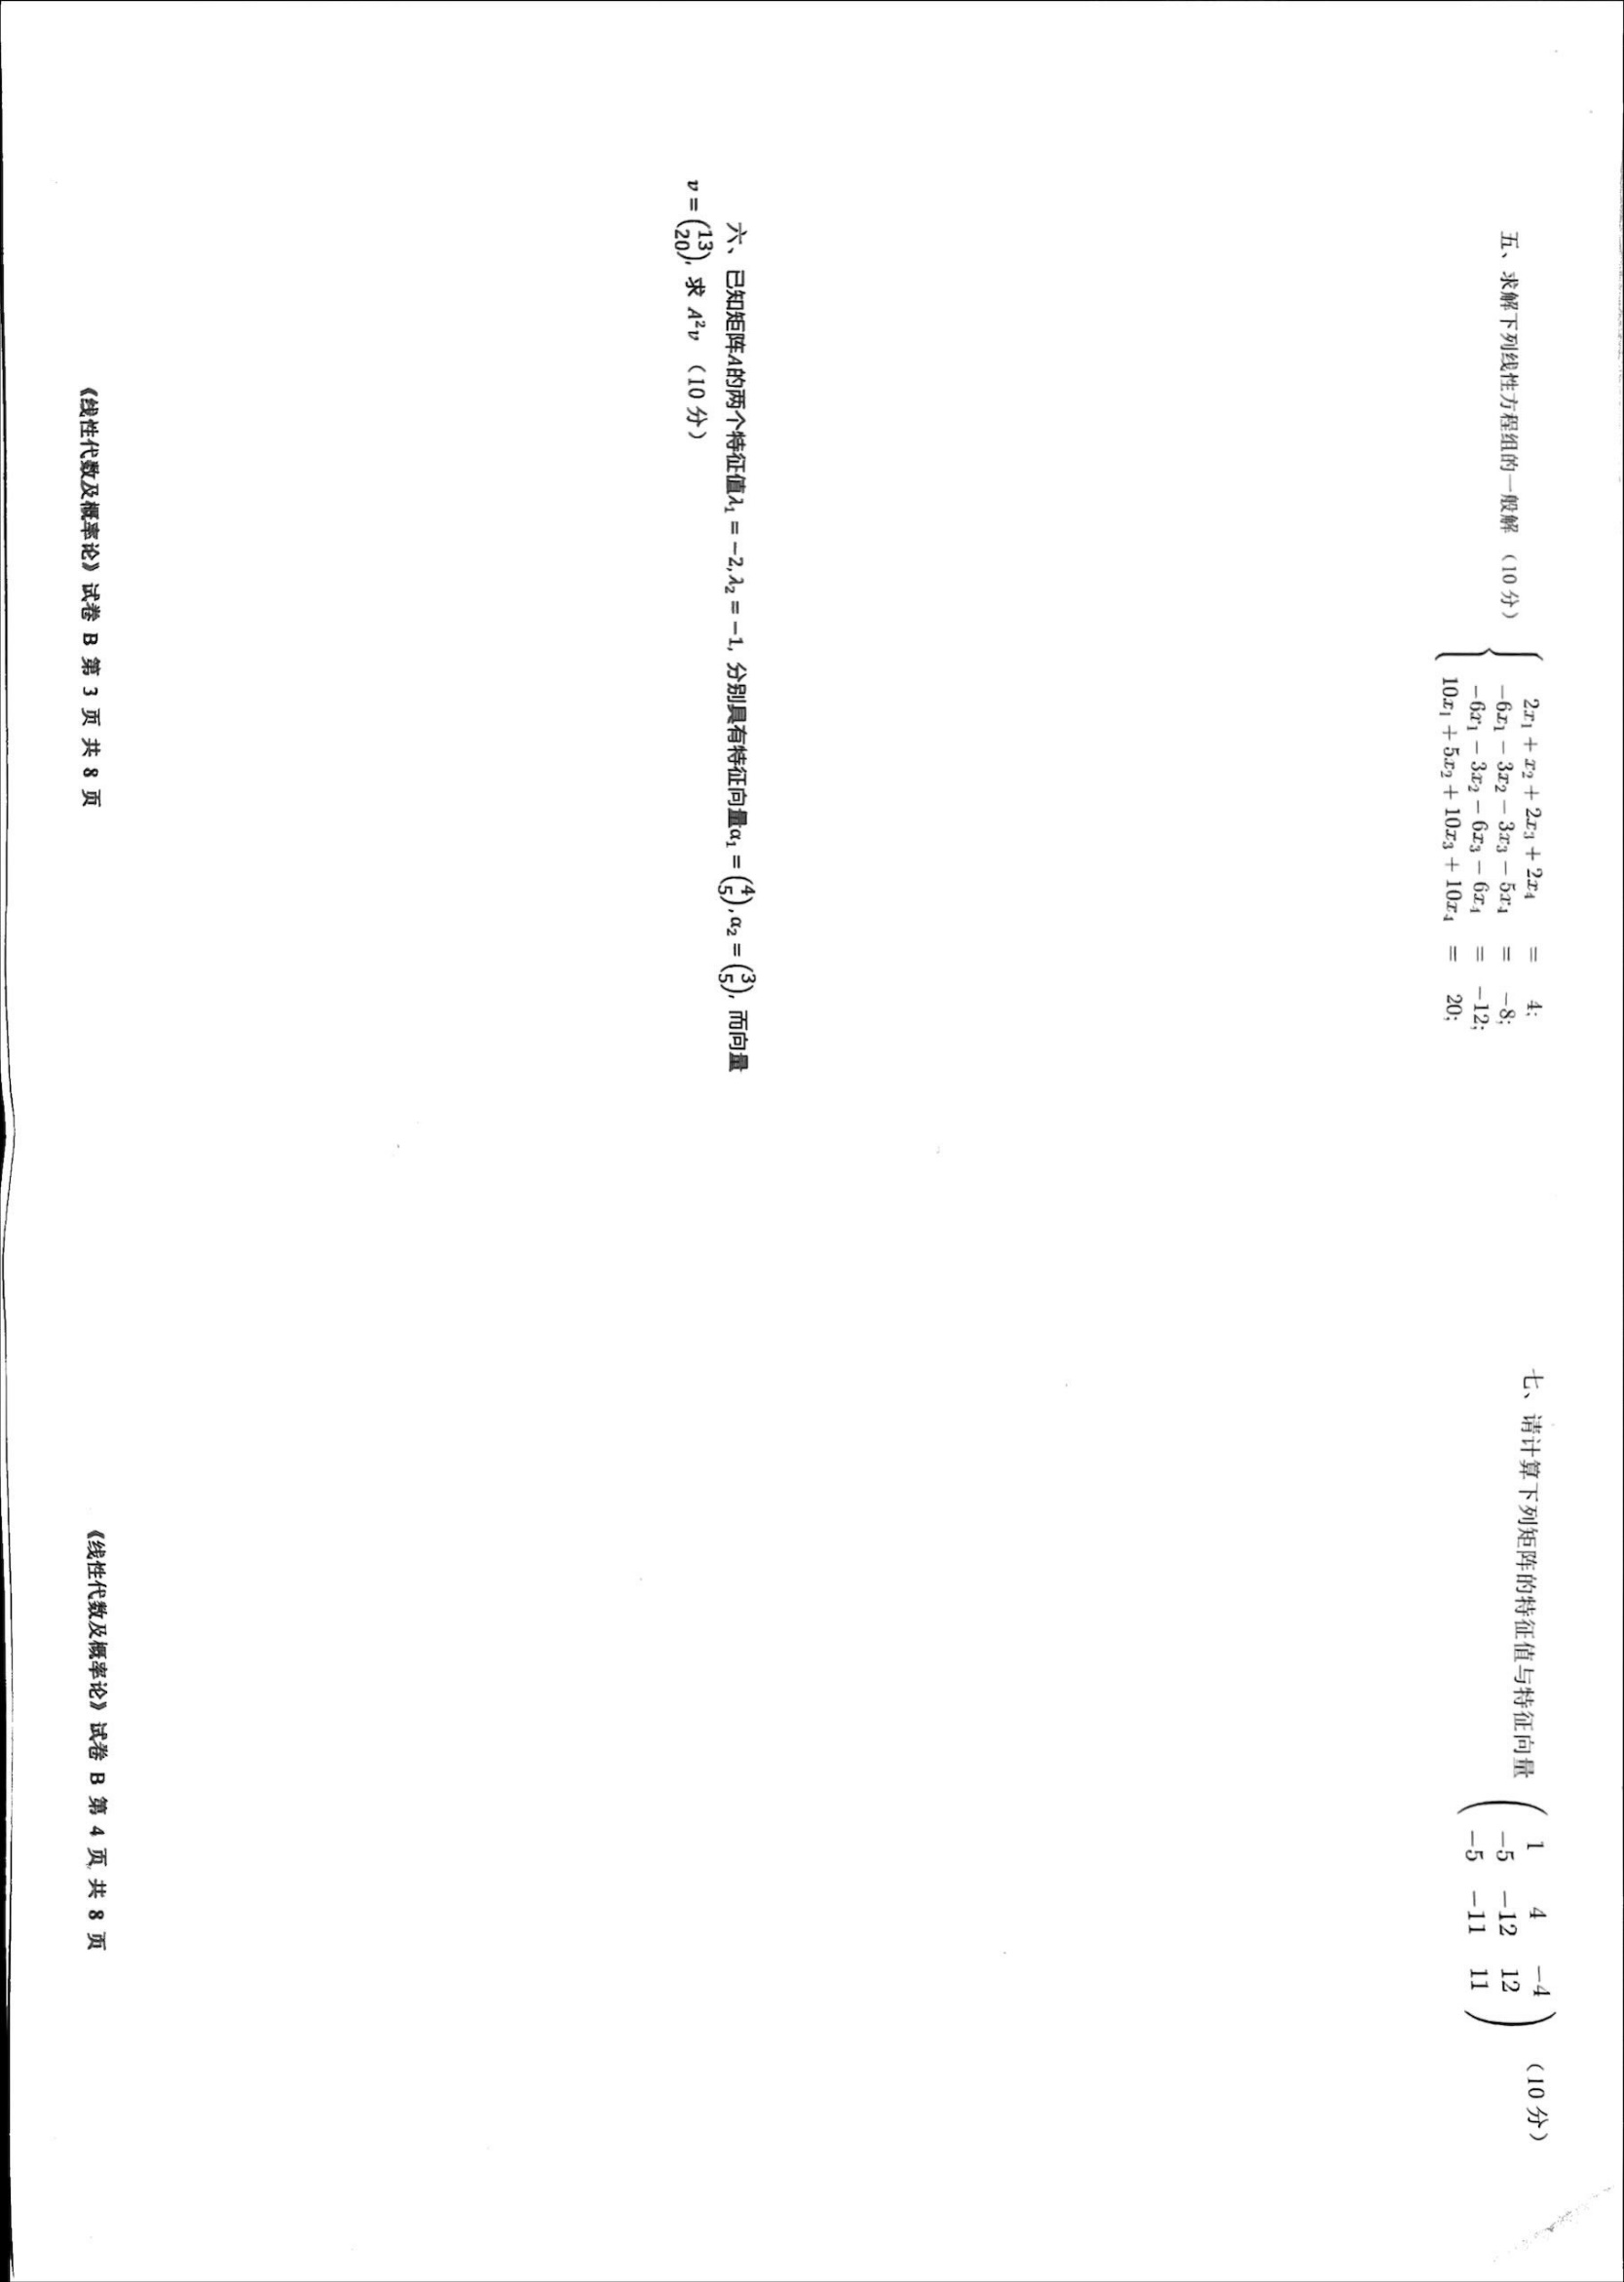 五、求解下列线性方程组的一般解 （10 分）
2x₁ + x₂ + 2x₃ + 2x₄ = 4;
−6x₁ − 3x₂ − 3x₃ − 5x₄ = −8;
−6x₁ − 3x₂ − 6x₃ − 6x₄ = −12;
10x₁ + 5x₂ + 10x₃ + 10x₄ = 20;
六、已知矩阵A的两个特征值λ₁ = −2,λ₂ = −1, 分别具有特征向量α₁ = (4 5), α₂ = (3 5), 而向量
v = (13 20), 求 A²v （10 分）
《线性代数及概率论》试卷 B 第 3 页 共 8 页
七、请计算下列矩阵的特征值与特征向量 （10 分）
1 4 −4
−5 −12 12
−5 −11 11
《线性代数及概率论》试卷 B 第 4 页 共 8 页